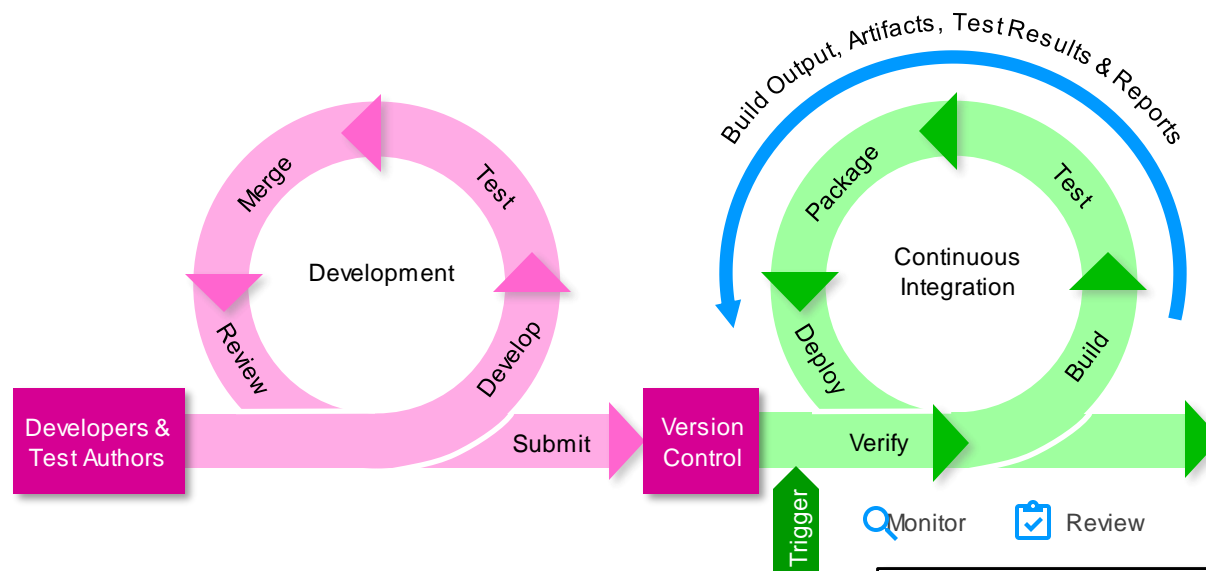 Build Output, Artifacts, Test Results & Reports
Merge
Test
Development
Review
Develop
Developers &
Test Authors
Submit
Package
Test
Continuous
Integration
Deploy
Build
Version
Control
Verify
Trigger
Monitor
Review